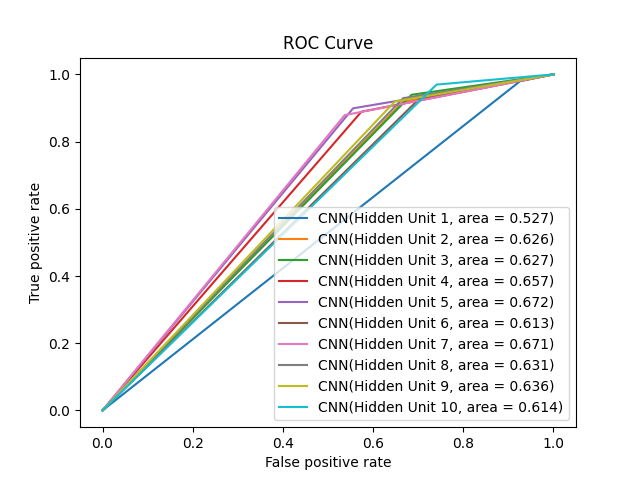 ROC Curve
True positive rate
1.0
0.8
0.6
0.4
0.2
0.0
CNN(Hidden Unit 1, area = 0.527)
CNN(Hidden Unit 2, area = 0.626)
CNN(Hidden Unit 3, area = 0.627)
CNN(Hidden Unit 4, area = 0.657)
CNN(Hidden Unit 5, area = 0.672)
CNN(Hidden Unit 6, area = 0.613)
CNN(Hidden Unit 7, area = 0.671)
CNN(Hidden Unit 8, area = 0.631)
CNN(Hidden Unit 9, area = 0.636)
CNN(Hidden Unit 10, area = 0.614)
0.0 0.2 0.4 0.6 0.8 1.0
False positive rate